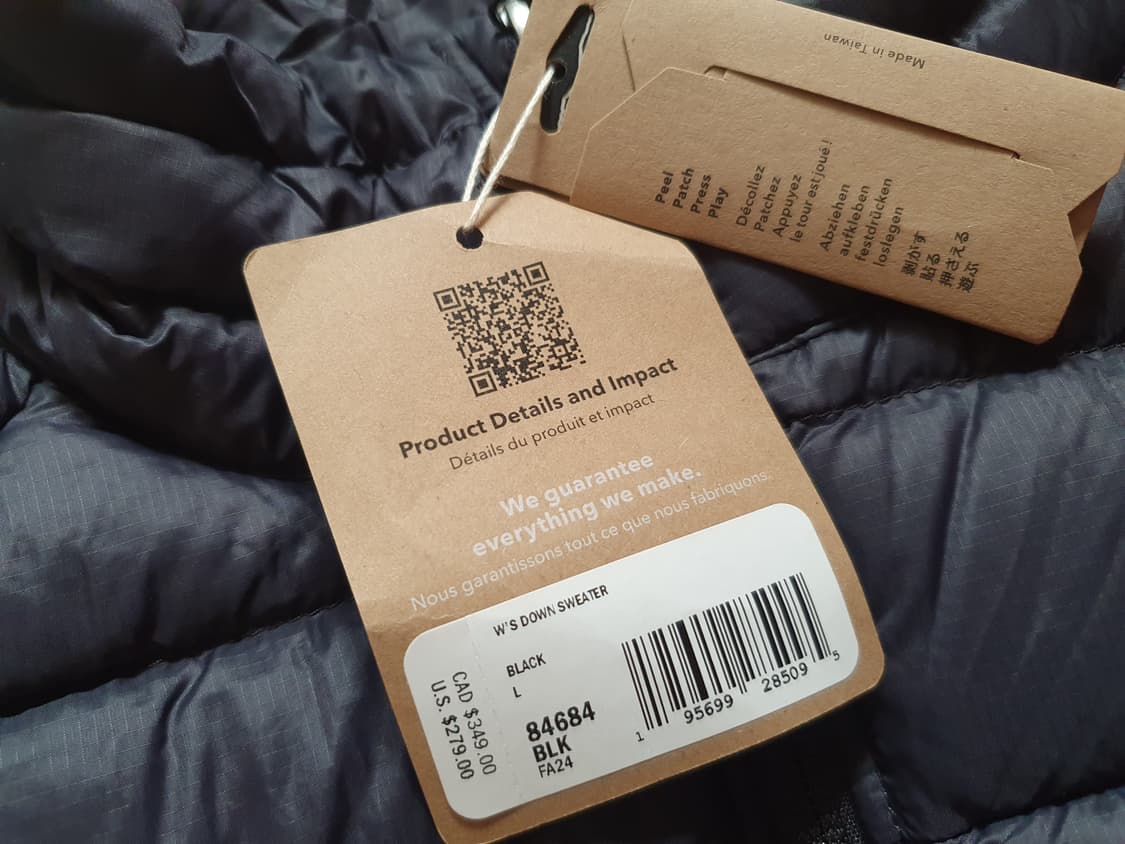 Made in Taiwan
Peel
Patch
Press
Play
Décollez
Patchez
Appuyez
le tour est joué !
Abziehen
aufkleben
festdrücken
loslegen
剥がす
貼る
押さえる
遊ぶ
Product Details and Impact
Détails du produit et impact
We guarantee
everything we make.
Nous garantissons tout ce que nous fabriquons.
W'S DOWN SWEATER
BLACK
L
84684
BLK
FA24
CAD $349.00
U.S. $279.00
1 95699 28509 5